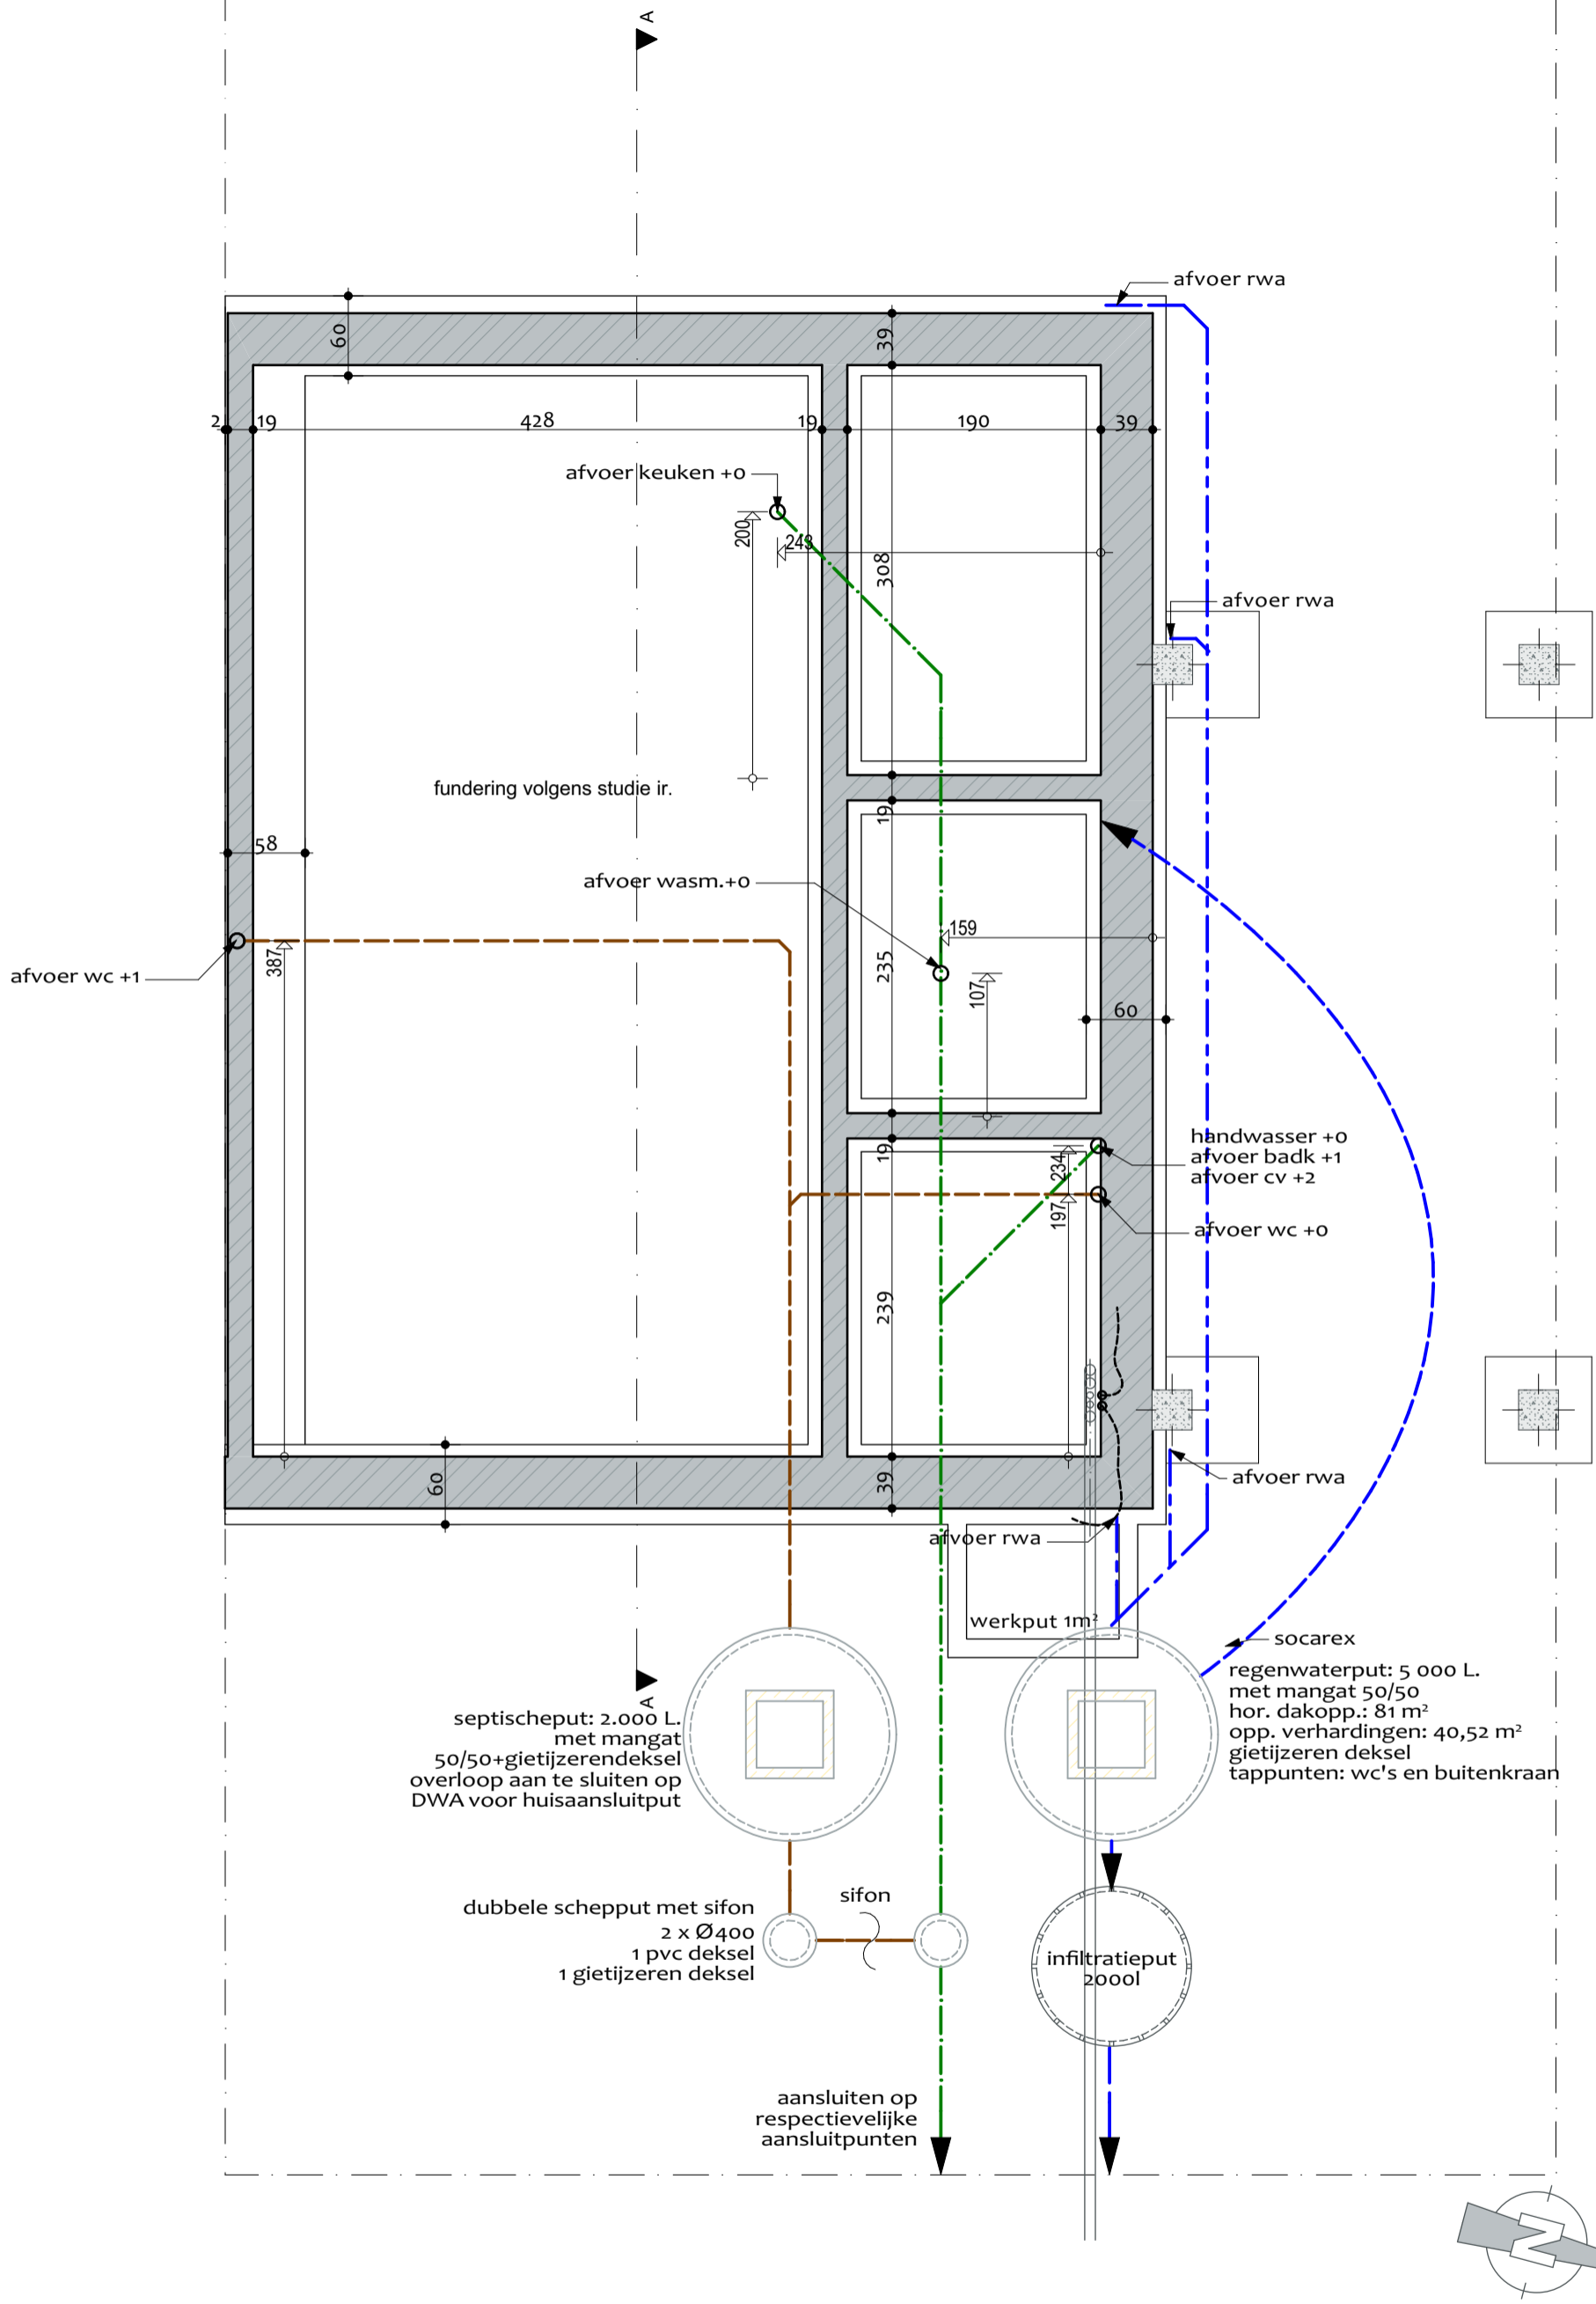 A
afvoer rwa
60
39
2
19
428
19
190
39
afvoer keuken +0
200
243
308
afvoer rwa
fundering volgens studie ir.
19
58
afvoer wasm.+0
159
387
235
107
afvoer wc +1
60
19
234
handwasser +0
afvoer badk +1
afvoer cv +2
197
afvoer wc +0
239
60
39
afvoer rwa
afvoer rwa
werkput 1m²
socarex
regenwaterput: 5 000 L.
met mangat 50/50
hor. dakopp.: 81 m²
opp. verhardingen: 40,52 m²
gietijzeren deksel
tappunten: wc's en buitenkraan
A
septischeput: 2.000 L.
met mangat
50/50+gietijzerendeksel
overloop aan te sluiten op
DWA voor huisaansluitput
dubbele schepput met sifon
2 x Ø400
1 pvc deksel
1 gietijzeren deksel
sifon
infiltratieput
2000l
aansluiten op
respectievelijke
aansluitpunten
N